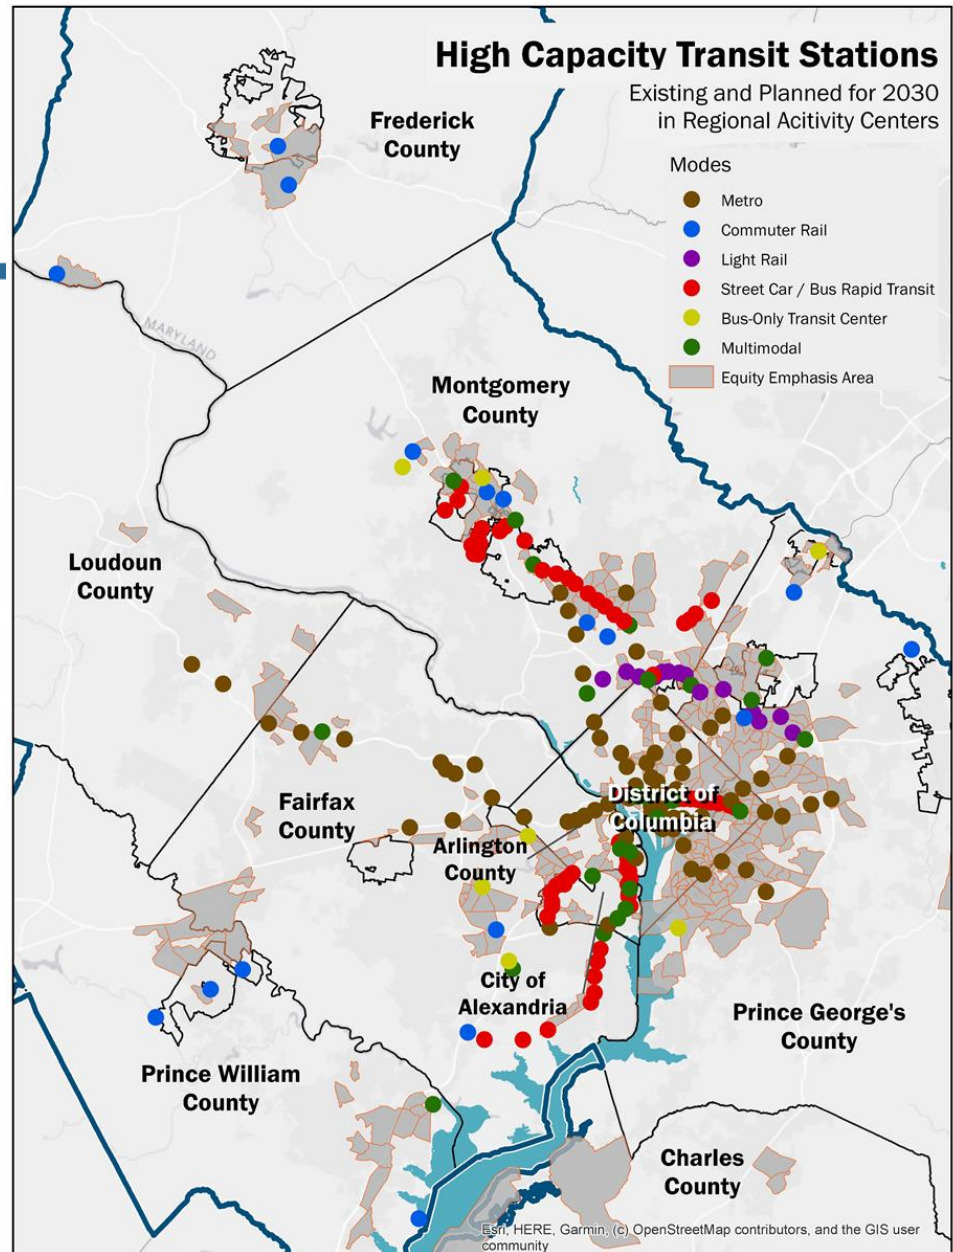 High Capacity Transit Stations
Existing and Planned for 2030
in Regional Acitivity Centers
Modes
Metro
Commuter Rail
Light Rail
Street Car / Bus Rapid Transit
Bus-Only Transit Center
Multimodal
Equity Emphasis Area
Frederick
County
MARYLAND
Montgomery
County
Loudoun
County
District of
Columbia
Fairfax
County
Arlington
County
City of
Alexandria
Prince George's
County
Prince William
County
Charles
County
Esri, HERE, Garmin, (c) OpenStreetMap contributors, and the GIS user
community